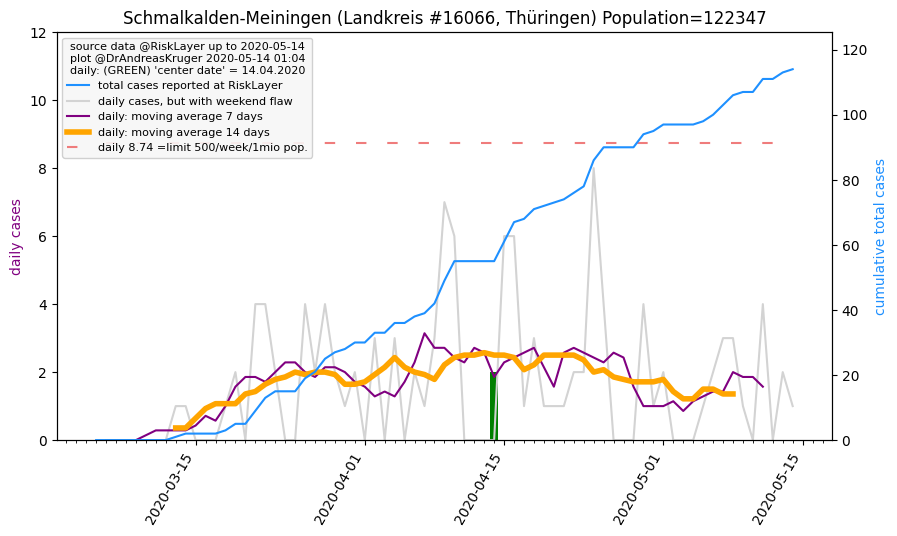 Schmalkalden-Meiningen (Landkreis #16066, Thüringen) Population=122347
source data @RiskLayer up to 2020-05-14
plot @DrAndreasKruger 2020-05-14 01:04
daily: (GREEN) 'center date' = 14.04.2020
total cases reported at RiskLayer
daily cases, but with weekend flaw
daily: moving average 7 days
daily: moving average 14 days
daily 8.74 =limit 500/week/1mio pop.
daily cases
12
10
8
6
4
2
0
cumulative total cases
120
100
80
60
40
20
0
2020-03-15
2020-04-01
2020-04-15
2020-05-01
2020-05-15